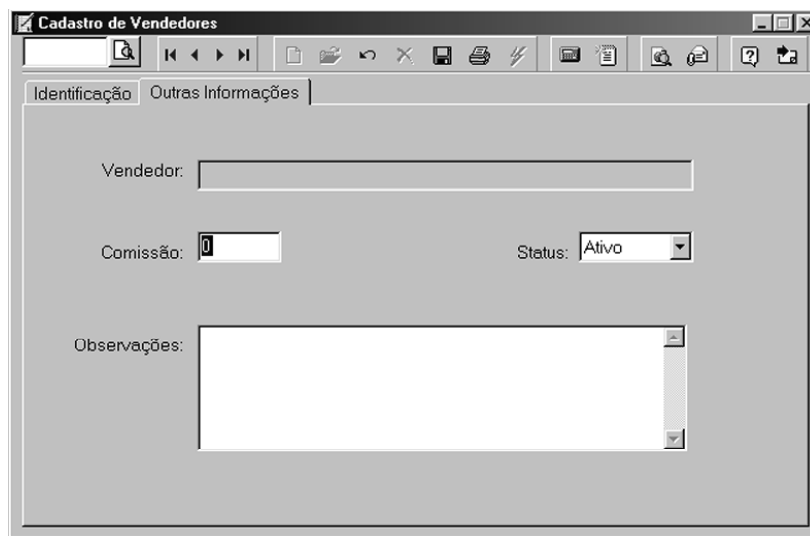 Cadastro de Vendedores
Identificação Outras Informações
Vendedor:
Comissão: 0 Status: Ativo
Observações: